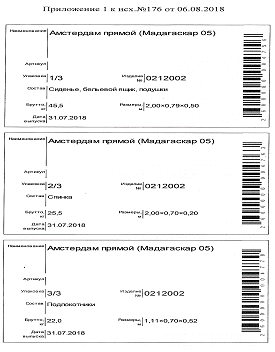 Приложение 1 к исх.№176 от 06.08.2018
Наименование Амстердам прямой (Мадагаскар 05)
Артикул
Упаковка 1/3 Изделие № 0212002
Состав Сиденье, бельевой ящик, подушки
Брутто, кг 45,5 Размеры, м 2,00×0,79×0,50
Дата выпуска 31.07.2018
Наименование Амстердам прямой (Мадагаскар 05)
Артикул
Упаковка 2/3 Изделие № 0212002
Состав Спинка
Брутто, кг 25,5 Размеры, м 2,00×0,70×0,20
Дата выпуска 31.07.2018
Наименование Амстердам прямой (Мадагаскар 05)
Артикул
Упаковка 3/3 Изделие № 0212002
Состав Подлокотники
Брутто, кг 22,0 Размеры, м 1,11×0,70×0,52
Дата выпуска 31.07.2018